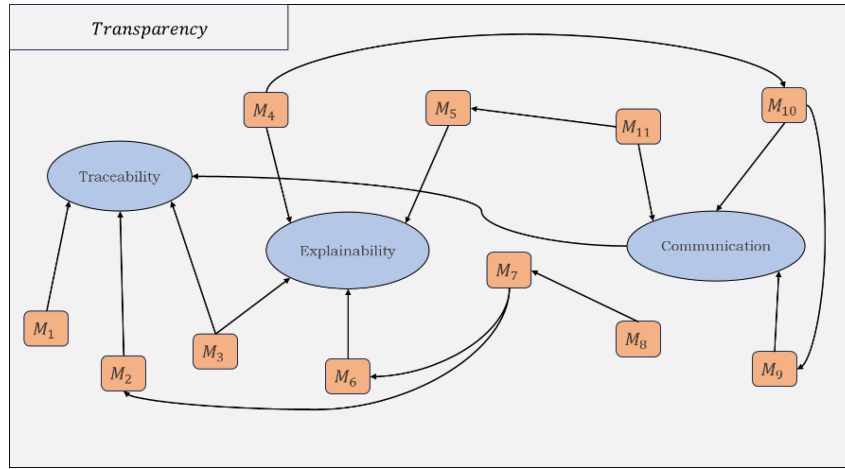 Transparency
M₄
M₅
M₁₀
M₁₁
Traceability
Explainability
Communication
M₇
M₁
M₃
M₈
M₂
M₆
M₉